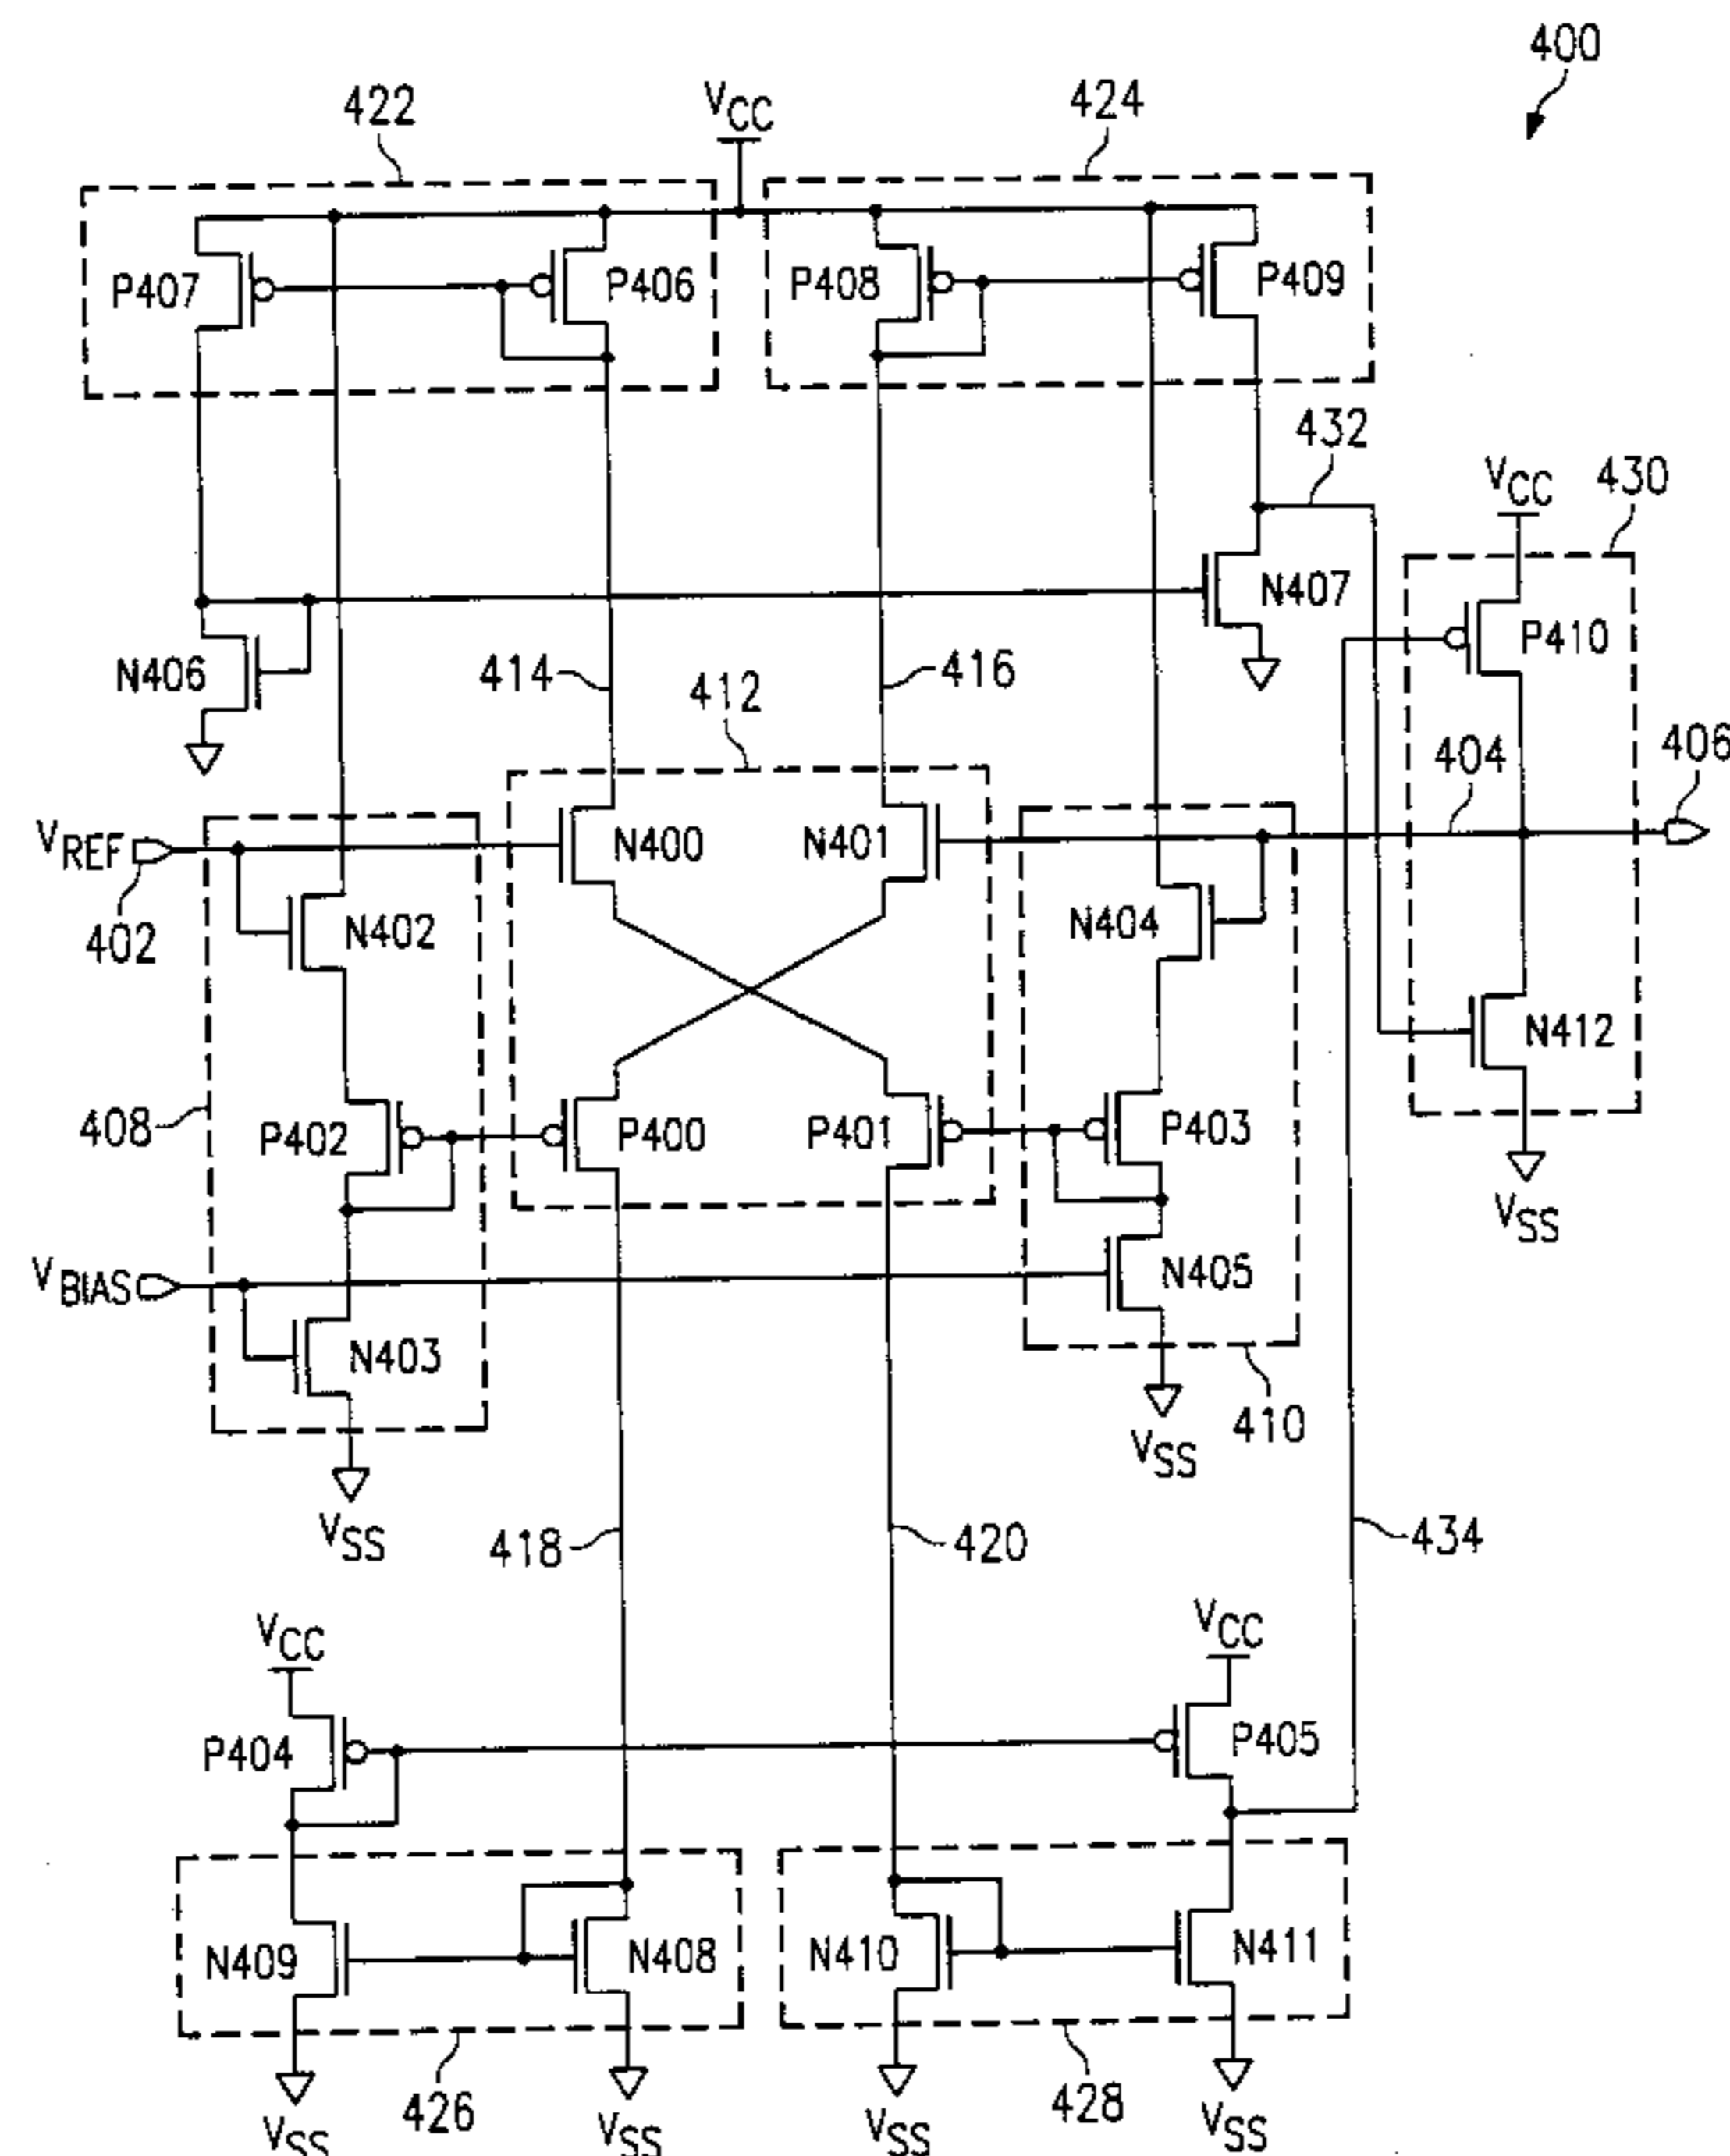 400
422
VCC
424
P407
P406
P408
P409
432
VCC
430
N407
P410
N406
414
412
416
404
406
VREF
N400
N401
402
N402
N404
N412
408
P402
P400
P401
P403
VSS
VBIAS
N405
N403
410
VSS
VSS
418
420
434
VCC
VCC
P404
P405
N409
N408
N410
N411
426
428
VSS
VSS
VSS
VSS